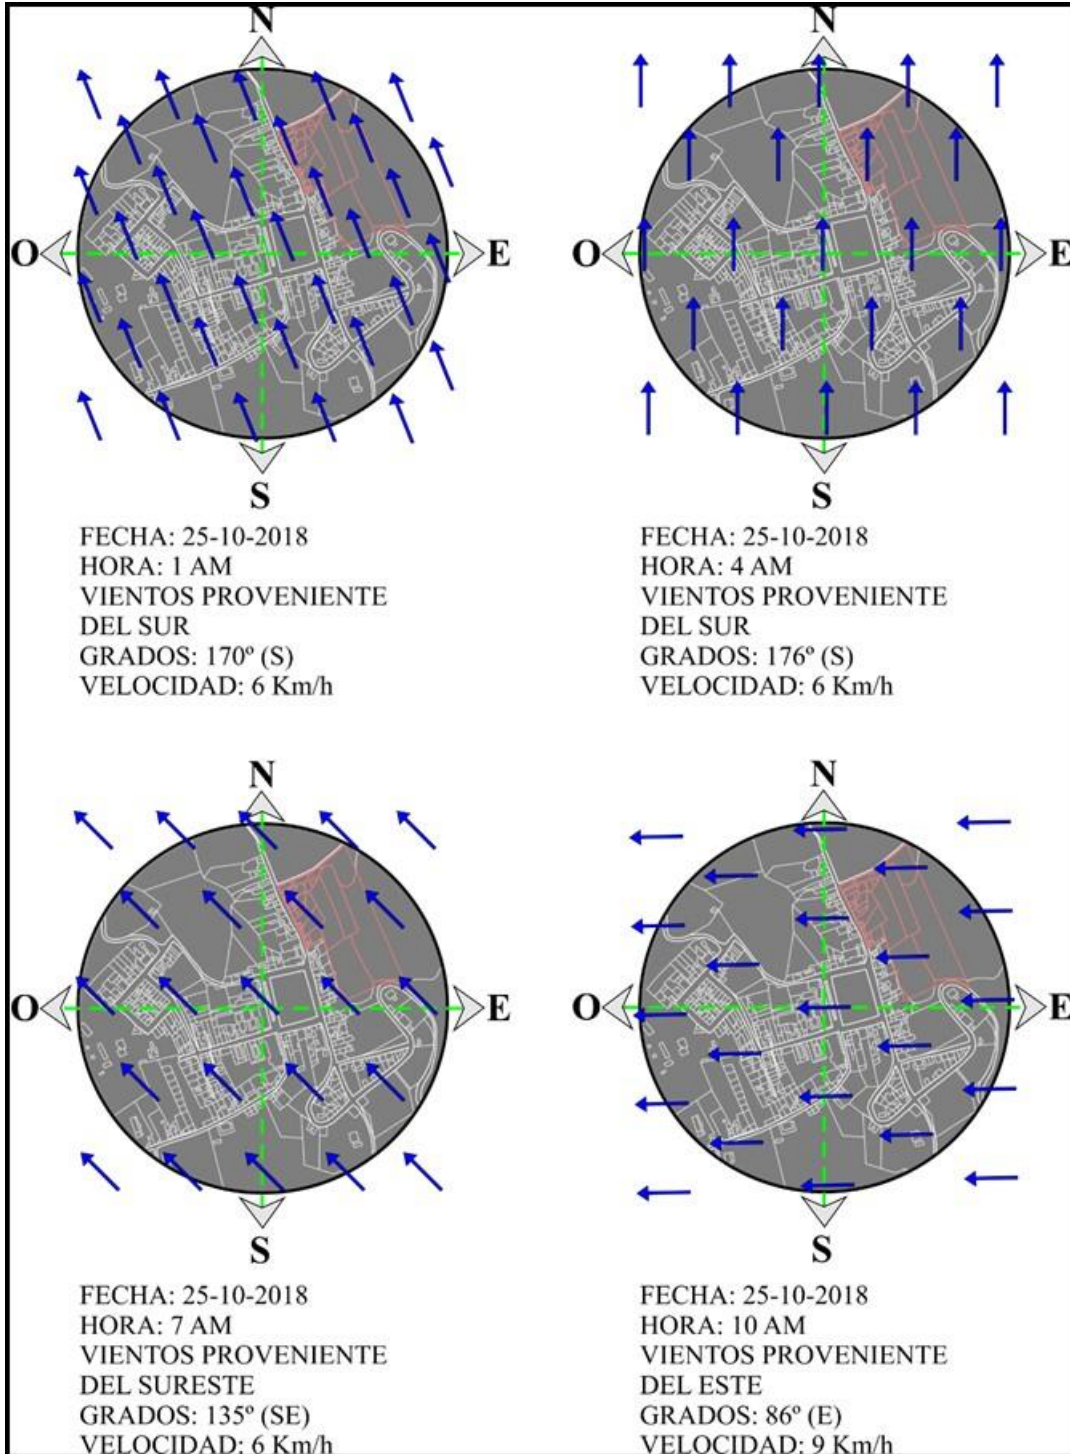 N
N
O
E
O
E
S
S
FECHA: 25-10-2018
HORA: 1 AM
VIENTOS PROVENIENTE
DEL SUR
GRADOS: 170º (S)
VELOCIDAD: 6 Km/h
FECHA: 25-10-2018
HORA: 4 AM
VIENTOS PROVENIENTE
DEL SUR
GRADOS: 176º (S)
VELOCIDAD: 6 Km/h
N
N
O
E
O
E
S
S
FECHA: 25-10-2018
HORA: 7 AM
VIENTOS PROVENIENTE
DEL SURESTE
GRADOS: 135º (SE)
VELOCIDAD: 6 Km/h
FECHA: 25-10-2018
HORA: 10 AM
VIENTOS PROVENIENTE
DEL ESTE
GRADOS: 86º (E)
VELOCIDAD: 9 Km/h